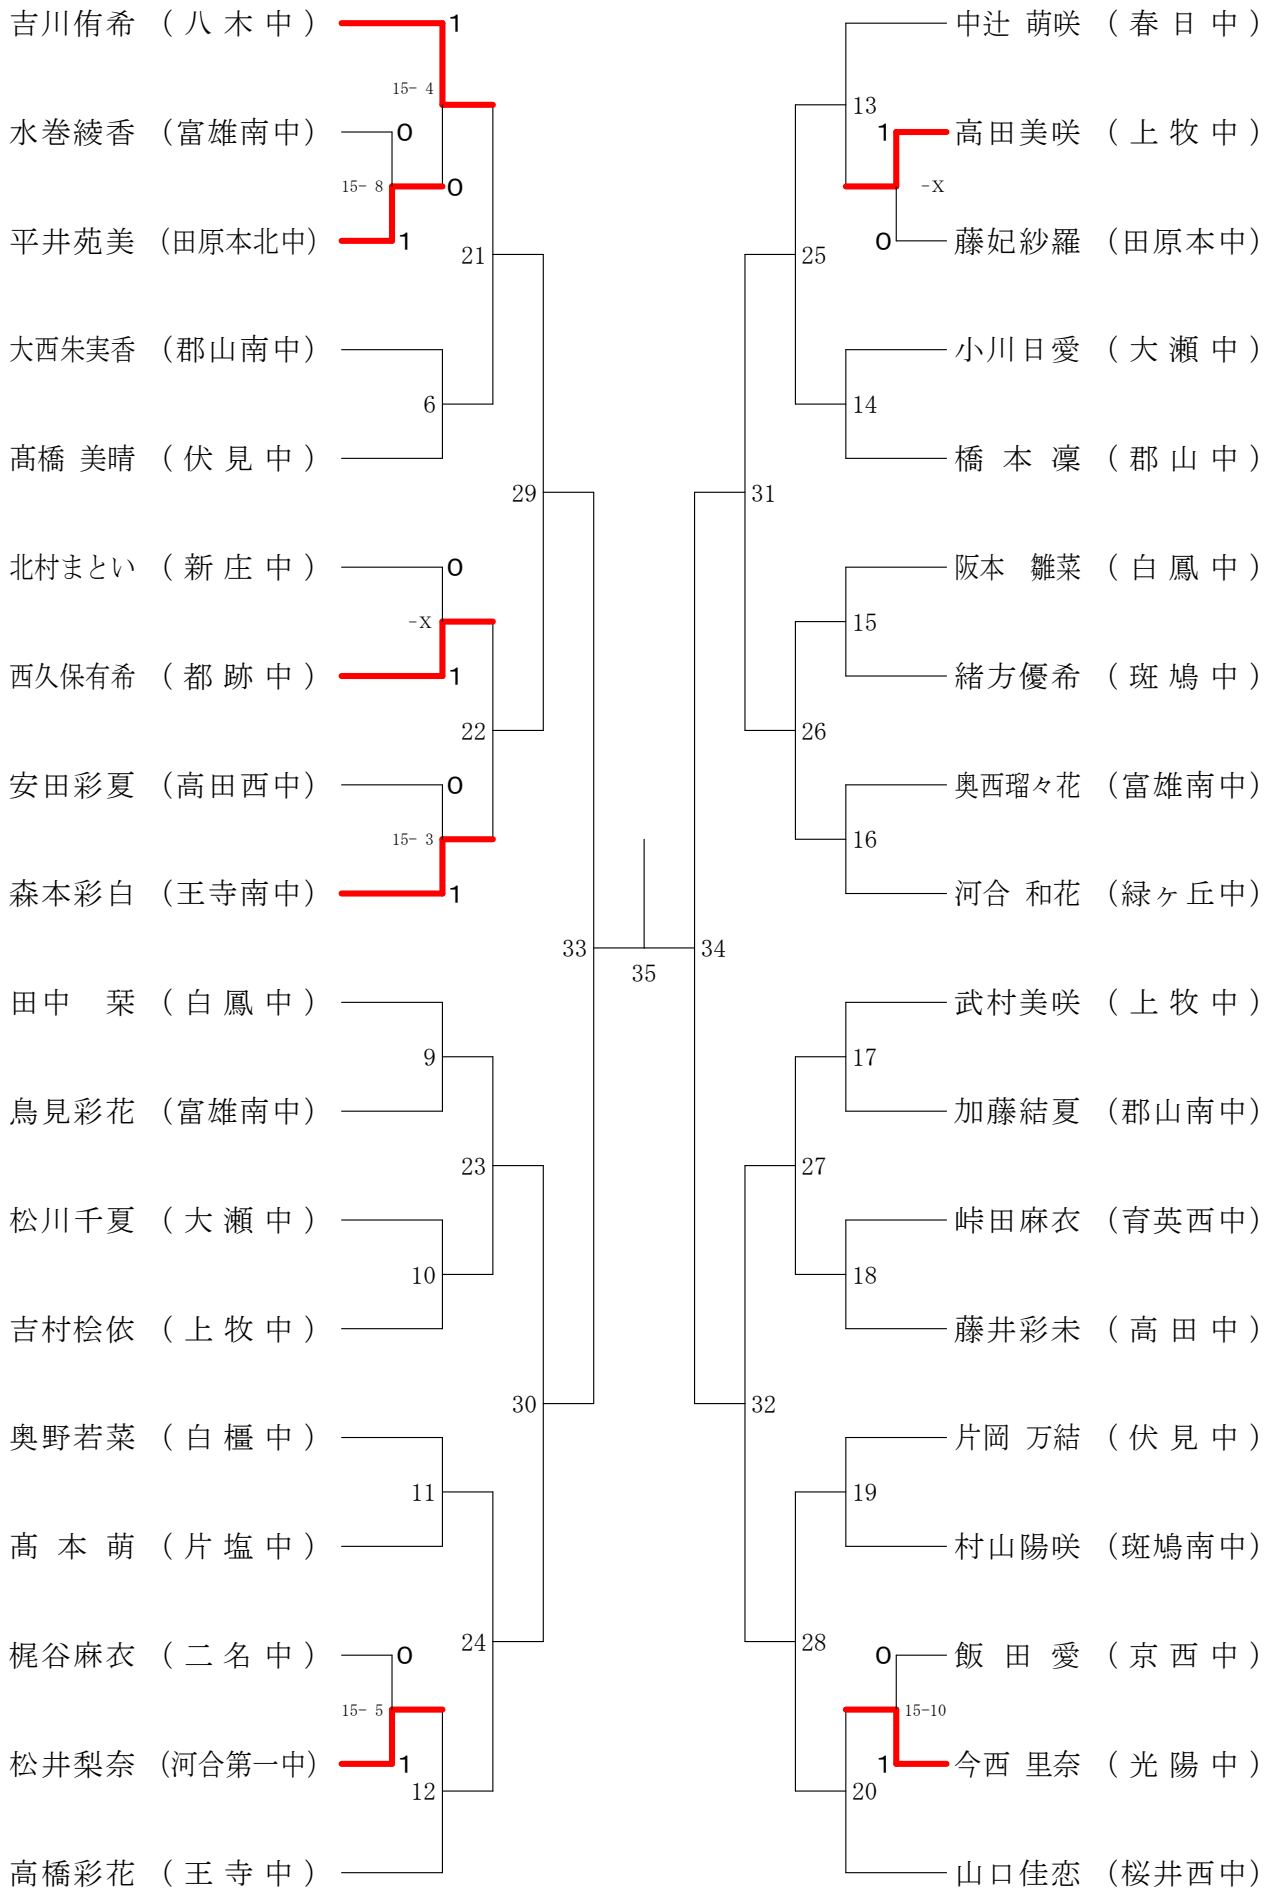 吉川侑希 （ 八 木 中 ） 1
15- 4
水巻綾香 （富雄南中） 0
15- 8 0
平井苑美 （田原本北中） 1
21
大西朱実香 （郡山南中）
6
髙橋 美晴 （ 伏 見 中 ）
29
北村まとい （ 新 庄 中 ） 0
-X
西久保有希 （ 都 跡 中 ） 1
22
安田彩夏 （高田西中） 0
15- 3
森本彩白 （王寺南中） 1
33
田中　栞 （ 白 鳳 中 ）
9
鳥見彩花 （富雄南中）
23
松川千夏 （ 大 瀬 中 ）
10
吉村桧依 （ 上 牧 中 ）
30
奥野若菜 （ 白 橿 中 ）
11
髙 本 萌 （ 片 塩 中 ）
24
梶谷麻衣 （ 二 名 中 ） 0
15- 5
松井梨奈 （河合第一中） 1
12
高橋彩花 （ 王 寺 中 ）
35
中辻 萌咲 （ 春 日 中 ）
13
1 高田美咲 （ 上 牧 中 ）
-X
0 藤妃紗羅 （田原本中）
25
小川日愛 （ 大 瀬 中 ）
14
橋 本 凜 （ 郡 山 中 ）
31
阪本 雛菜 （ 白 鳳 中 ）
15
緒方優希 （ 斑 鳩 中 ）
26
奥西瑠々花 （富雄南中）
16
河合 和花 （緑ヶ丘中）
34
武村美咲 （ 上 牧 中 ）
17
加藤結夏 （郡山南中）
27
峠田麻衣 （育英西中）
18
藤井彩未 （ 高 田 中 ）
32
片岡 万結 （ 伏 見 中 ）
19
村山陽咲 （斑鳩南中）
28
0 飯 田 愛 （ 京 西 中 ）
15-10
1 今西 里奈 （ 光 陽 中 ）
20
山口佳恋 （桜井西中）